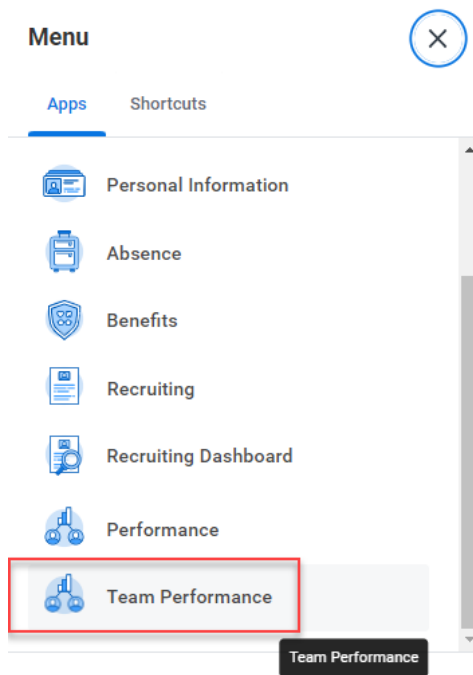 Menu
Apps Shortcuts
Personal Information
Absence
Benefits
Recruiting
Recruiting Dashboard
Performance
Team Performance
Team Performance